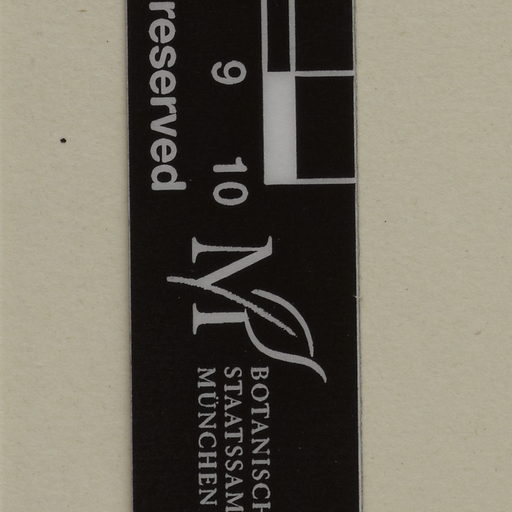 reserved
9 10
M
BOTANISCH
STAATSSAM
MÜNCHEN